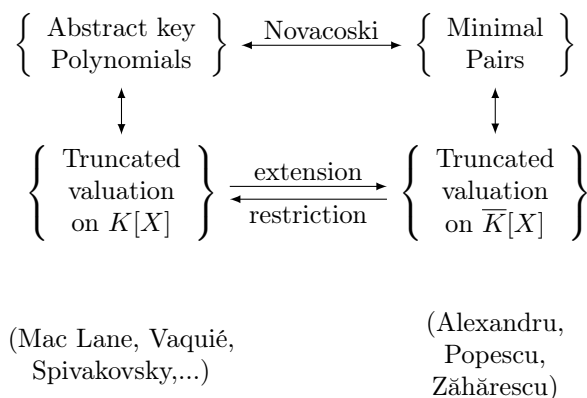 Abstract key
Polynomials
Novacoski
Minimal
Pairs
Truncated
valuation
on K[X]
extension
restriction
Truncated
valuation
on K̅[X]
(Mac Lane, Vaquié,
Spivakovsky,...)
(Alexandru,
Popescu,
Zăhărescu)